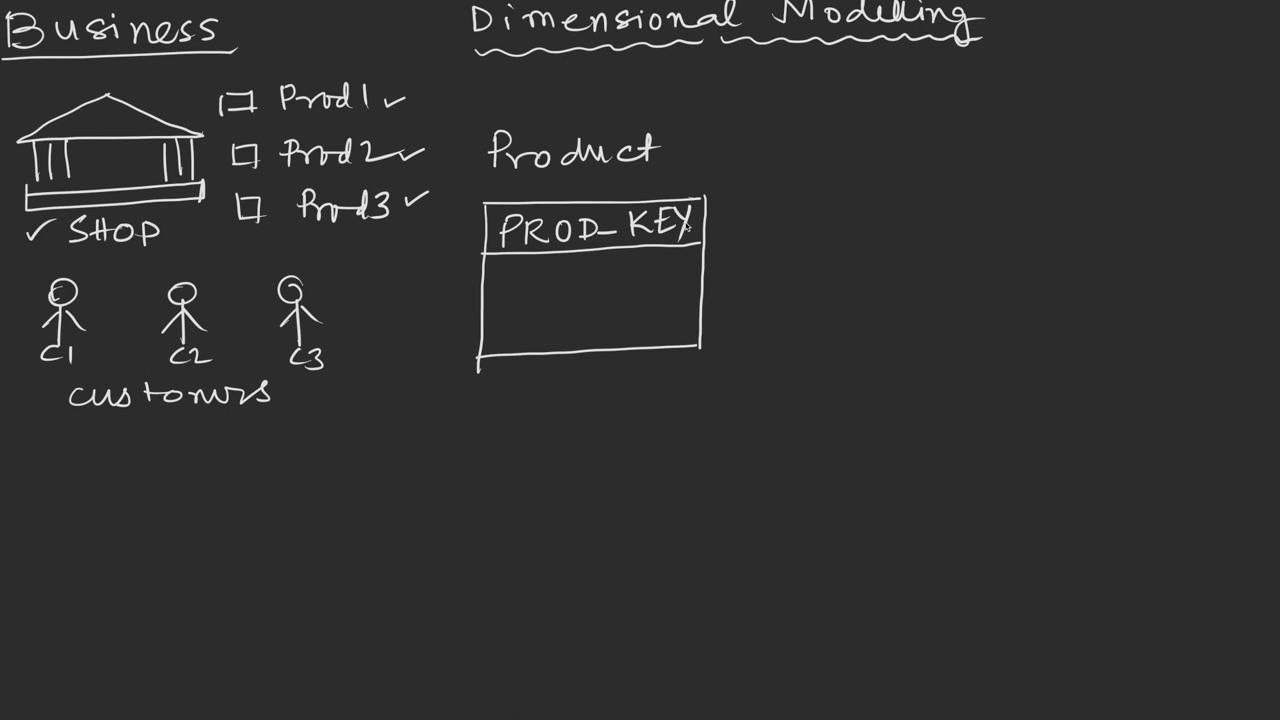 Business
Dimensional Modelling
Prod1
Prod2
Prod3
SHOP
C1 C2 C3
customers
Product
PROD_KEY